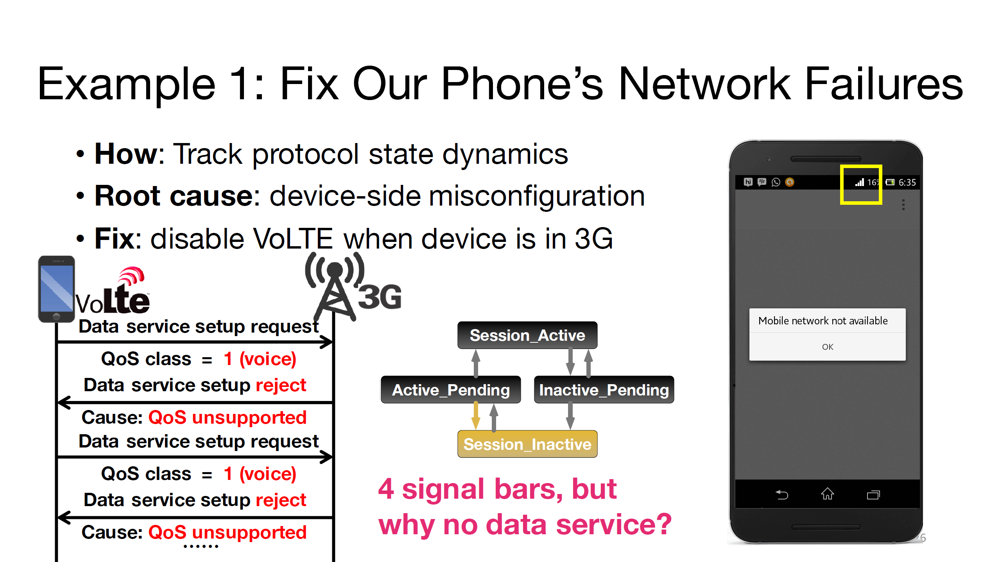 Example 1: Fix Our Phone’s Network Failures
• How: Track protocol state dynamics
• Root cause: device-side misconfiguration
• Fix: disable VoLTE when device is in 3G
VoLte
3G
Data service setup request
QoS class = 1 (voice)
Data service setup reject
Cause: QoS unsupported
Data service setup request
QoS class = 1 (voice)
Data service setup reject
Cause: QoS unsupported
......
Session_Active
Active_Pending
Inactive_Pending
Session_Inactive
4 signal bars, but
why no data service?
hi 16% 6:35
Mobile network not available
OK